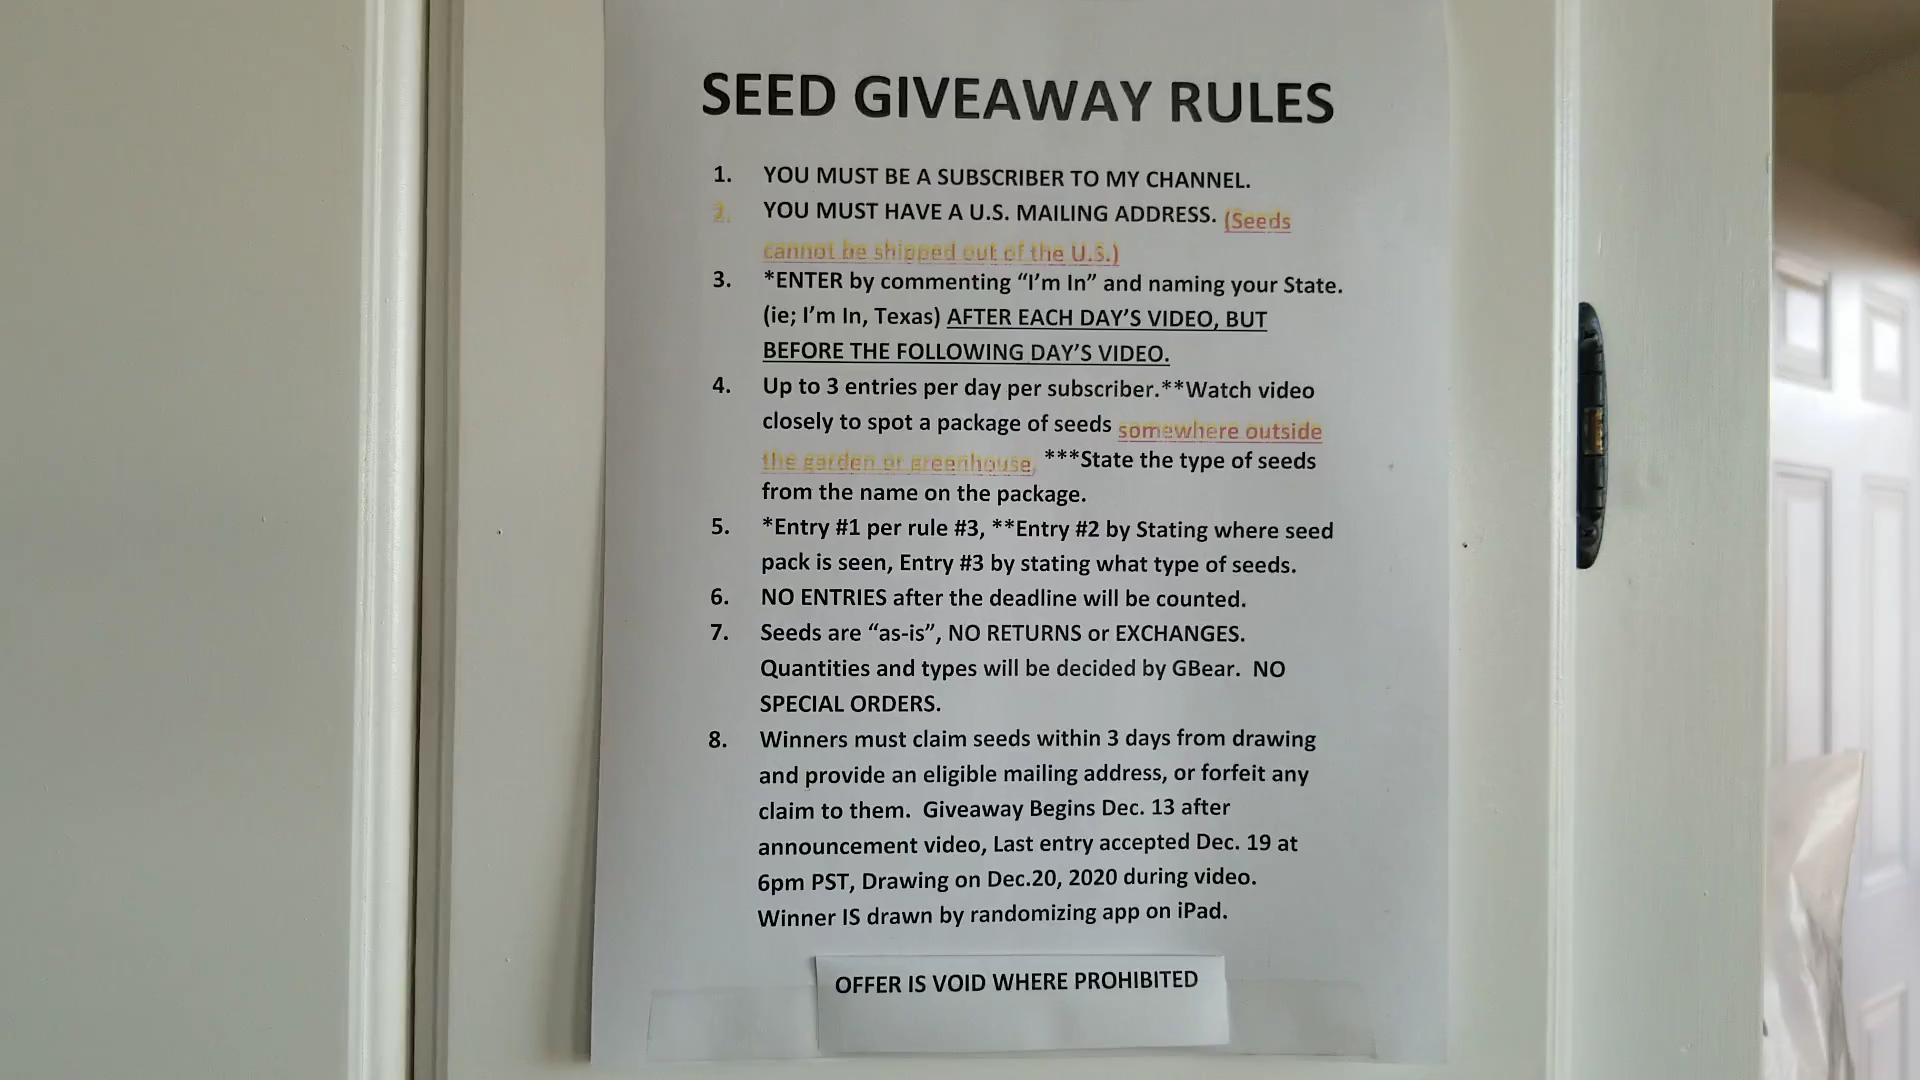 SEED GIVEAWAY RULES
1. YOU MUST BE A SUBSCRIBER TO MY CHANNEL.
2. YOU MUST HAVE A U.S. MAILING ADDRESS. (Seeds
cannot be shipped out of the U.S.)
3. *ENTER by commenting “I’m In” and naming your State.
(ie; I’m In, Texas) AFTER EACH DAY’S VIDEO, BUT
BEFORE THE FOLLOWING DAY’S VIDEO.
4. Up to 3 entries per day per subscriber.**Watch video
closely to spot a package of seeds somewhere outside
the garden or greenhouse. ***State the type of seeds
from the name on the package.
5. *Entry #1 per rule #3, **Entry #2 by Stating where seed
pack is seen, Entry #3 by stating what type of seeds.
6. NO ENTRIES after the deadline will be counted.
7. Seeds are “as-is”, NO RETURNS or EXCHANGES.
Quantities and types will be decided by GBear. NO
SPECIAL ORDERS.
8. Winners must claim seeds within 3 days from drawing
and provide an eligible mailing address, or forfeit any
claim to them. Giveaway Begins Dec. 13 after
announcement video, Last entry accepted Dec. 19 at
6pm PST, Drawing on Dec.20, 2020 during video.
Winner IS drawn by randomizing app on iPad.
OFFER IS VOID WHERE PROHIBITED